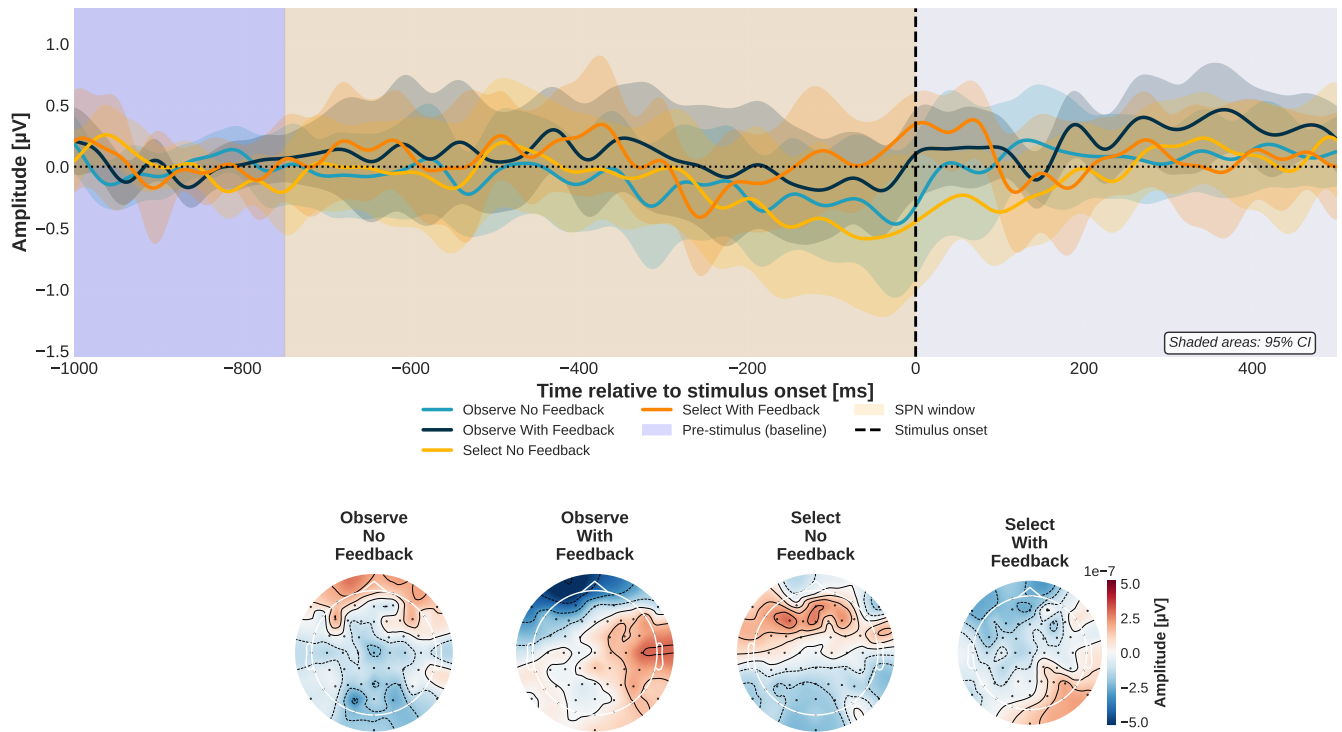 1.0
0.5
0.0
−0.5
−1.0
−1.5
Amplitude [µV]
Shaded areas: 95% CI
−1000
−800
−600
−400
−200
0
200
400
Time relative to stimulus onset [ms]
Observe No Feedback
Observe With Feedback
Select No Feedback
Select With Feedback
Pre-stimulus (baseline)
SPN window
Stimulus onset
Observe
No
Feedback
Observe
With
Feedback
Select
No
Feedback
Select
With
Feedback
1e−7
5.0
2.5
0.0
−2.5
−5.0
Amplitude [µV]